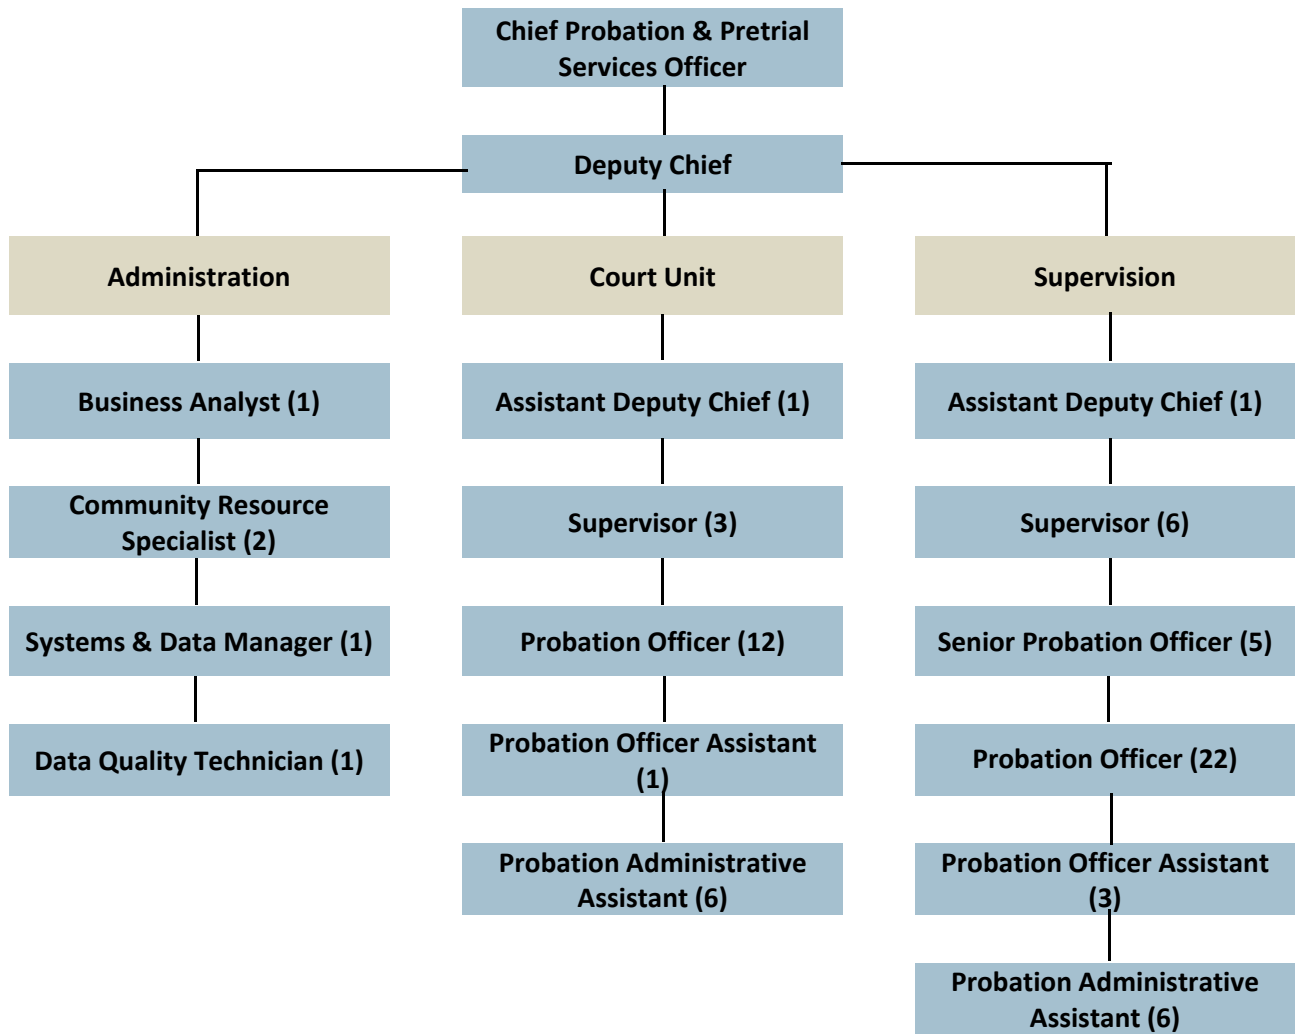 Chief Probation & Pretrial
Services Officer
Deputy Chief
Administration
Business Analyst (1)
Community Resource
Specialist (2)
Systems & Data Manager (1)
Data Quality Technician (1)
Court Unit
Assistant Deputy Chief (1)
Supervisor (3)
Probation Officer (12)
Probation Officer Assistant
(1)
Probation Administrative
Assistant (6)
Supervision
Assistant Deputy Chief (1)
Supervisor (6)
Senior Probation Officer (5)
Probation Officer (22)
Probation Officer Assistant
(3)
Probation Administrative
Assistant (6)